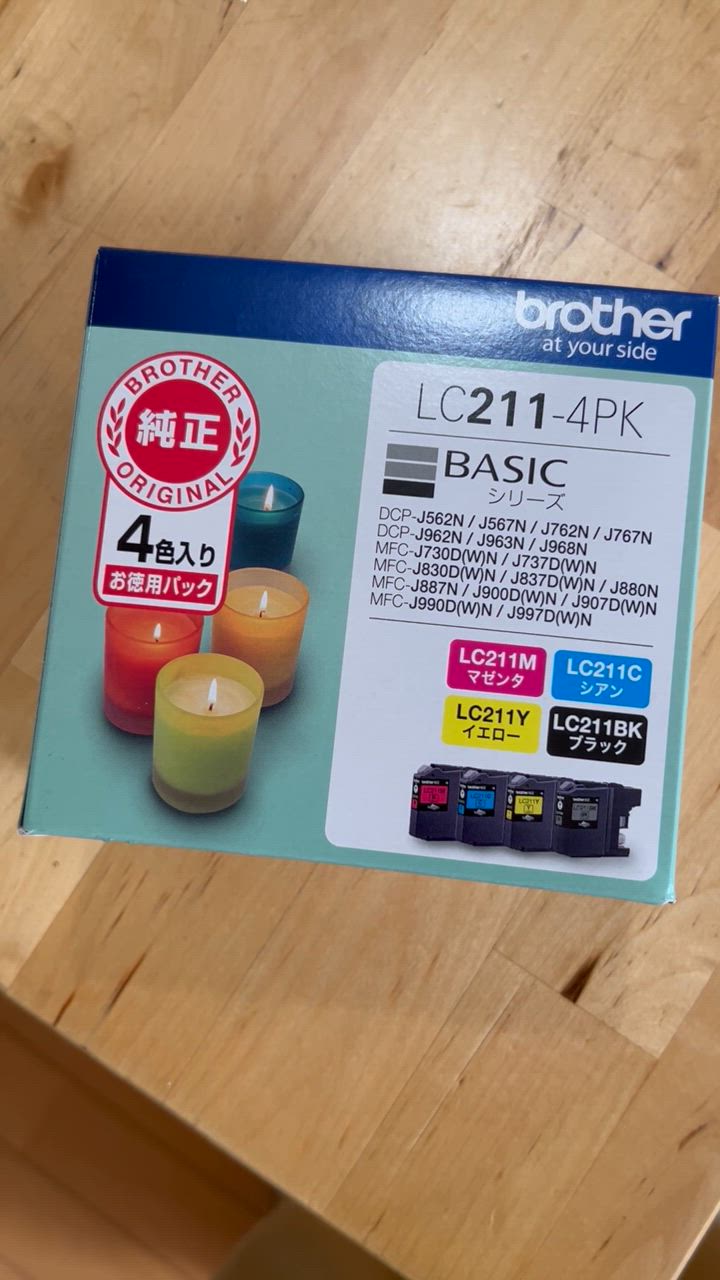 brother
at your side
BROTHER
純正
ORIGINAL
4色入り
お徳用パック
LC211-4PK
BASIC
シリーズ
DCP-J562N / J567N / J762N / J767N
DCP-J962N / J963N / J968N
MFC-J730D(W)N / J737D(W)N
MFC-J830D(W)N / J837D(W)N / J880N
MFC-J887N / J900D(W)N / J907D(W)N
MFC-J990D(W)N / J997D(W)N
LC211M
マゼンタ
LC211C
シアン
LC211Y
イエロー
LC211BK
ブラック
LC211Y